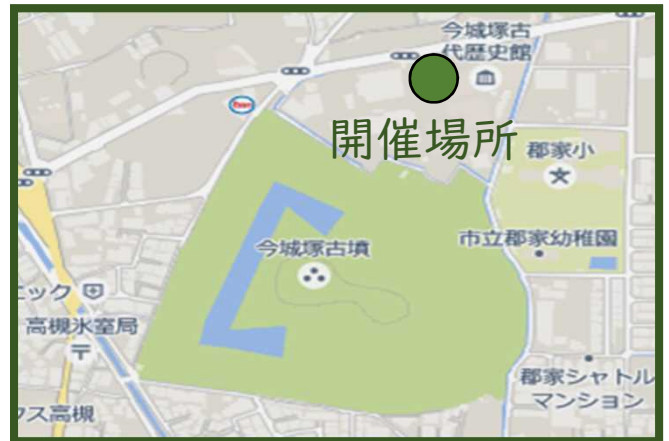 今城塚古
代歴史館
開催場所
郡家小
今城塚古墳
市立郡家幼稚園
ニック
高槻氷室局
郡家シャトル
マンション
クス高槻